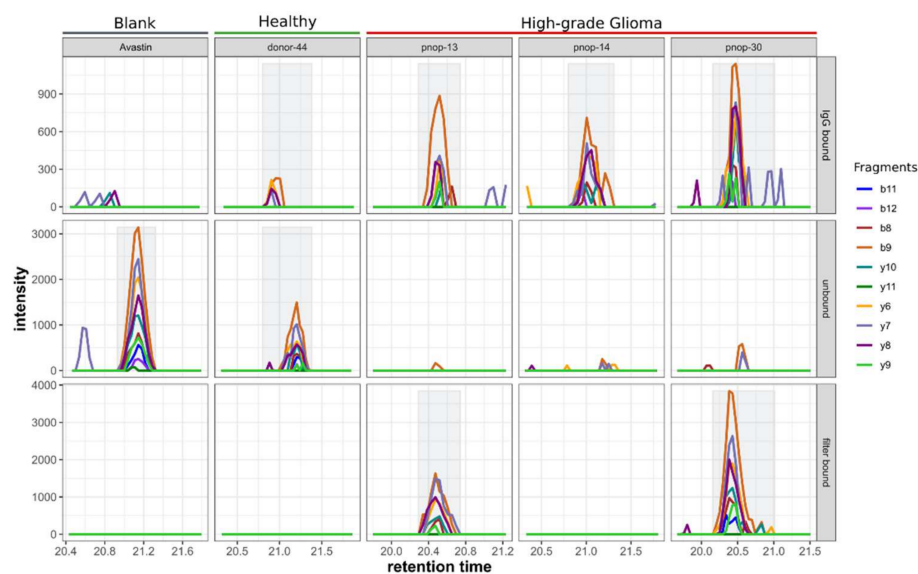 Blank Healthy High-grade Glioma
Avastin donor-44 pnop-13 pnop-14 pnop-30
900
600
300
0
IgG bound
3000
2000
1000
0
unbound
4000
3000
2000
1000
0
filter bound
intensity
20.4 20.8 21.2 21.6 20.5 21.0 21.5 20.0 20.4 20.8 21.2 20.5 21.0 21.5 20.0 20.5 21.0 21.5
retention time
Fragments
b11
b12
b8
b9
y10
y11
y6
y7
y8
y9